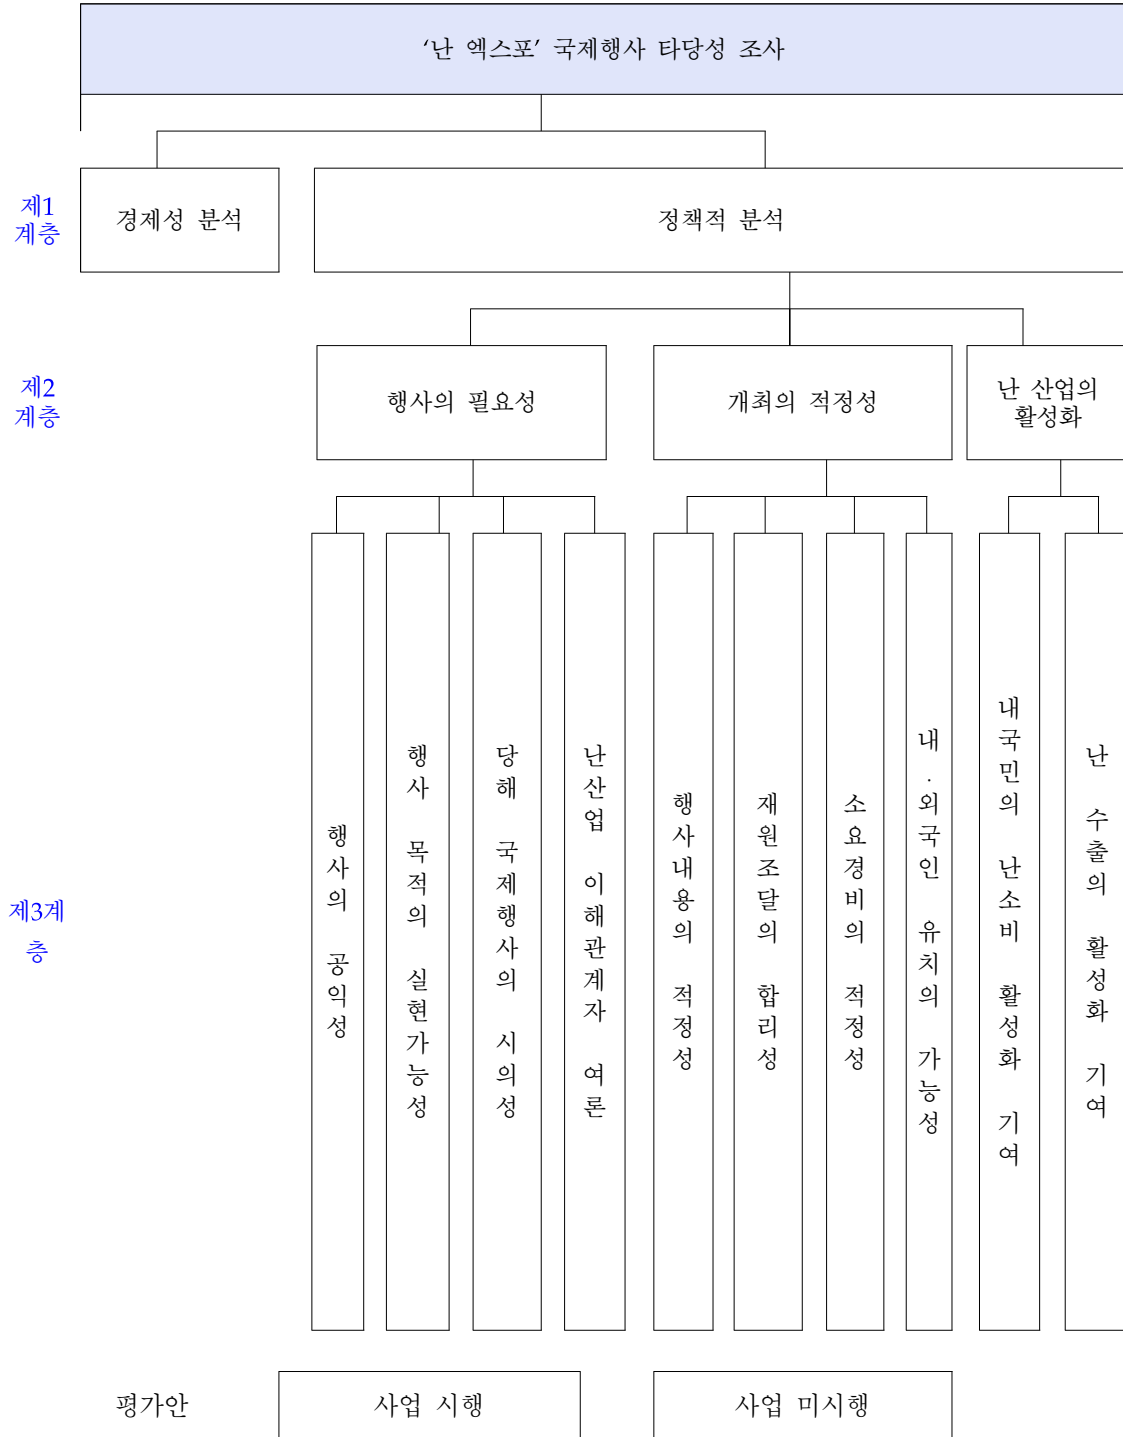 ‘난 엑스포’ 국제행사 타당성 조사
제1
계층
경제성 분석
정책적 분석
제2
계층
행사의 필요성
개최의 적정성
난 산업의
활성화
제3계
층
행사의 공익성
행사 목적의 실현가능성
당해 국제행사의 시의성
난산업 이해관계자 여론
행사내용의 적정성
재원조달의 합리성
소요경비의 적정성
내.외국인 유치의 가능성
내국민의 난소비 활성화 기여
난 수출의 활성화 기여
평가안
사업 시행
사업 미시행